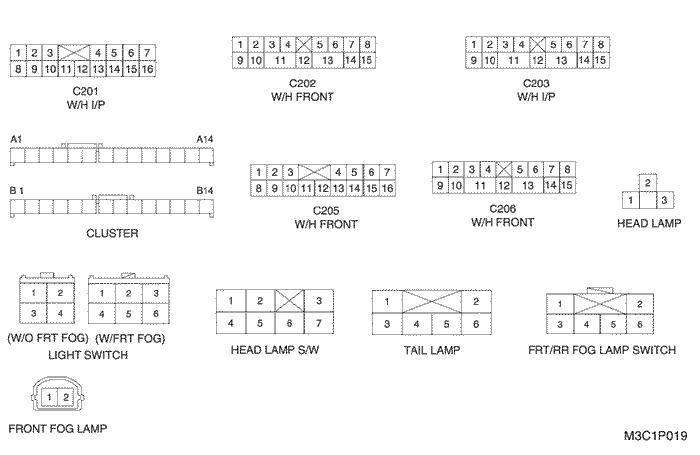 1 2 3 4 5 6 7
8 9 10 11 12 13 14 15 16
C201
W/H I/P
1 2 3 4 5 6 7 8
9 10 11 12 13 14 15
C202
W/H FRONT
1 2 3 4 5 6 7 8
9 10 11 12 13 14 15
C203
W/H I/P
A1 A14
B 1 B14
CLUSTER
1 2 3 4 5 6 7
8 9 10 11 12 13 14 15 16
C205
W/H FRONT
1 2 3 4 5 6 7 8
9 10 11 12 13 14 15
C206
W/H FRONT
2
1 3
HEAD LAMP
1 2
3 4
(W/O FRT FOG)
1 2 3
4 5 6
(W/FRT FOG)
LIGHT SWITCH
1 2 3
4 5 6 7
HEAD LAMP S/W
1 2
3 4 5 6
TAIL LAMP
1 2
3 4 5 6
FRT/RR FOG LAMP SWITCH
1 2
FRONT FOG LAMP
M3C1P019